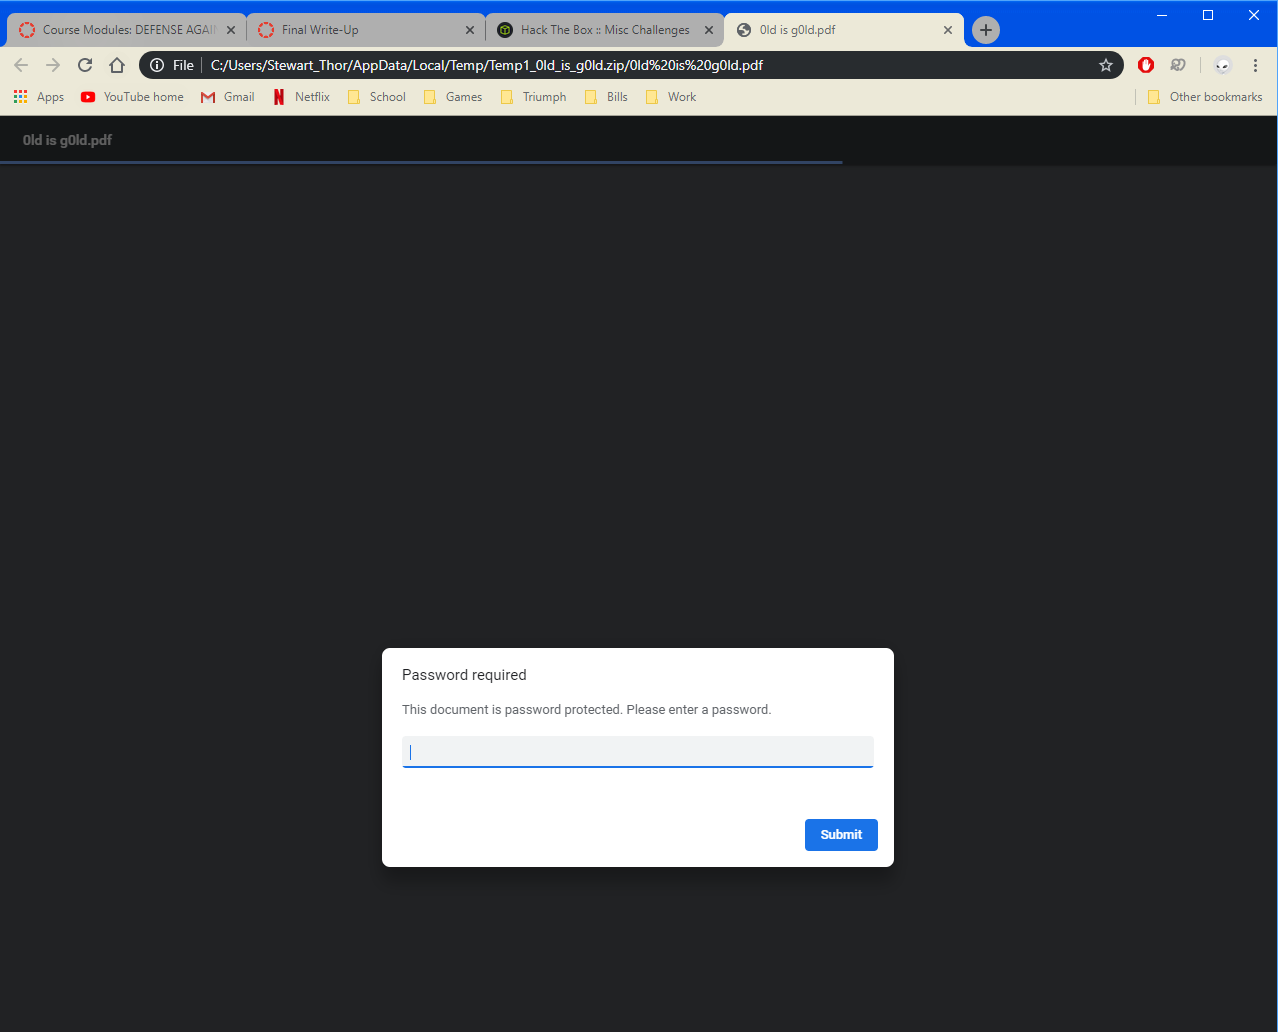 Course Modules: DEFENSE AGAIN
Final Write-Up
Hack The Box :: Misc Challenges
0ld is g0ld.pdf
File
C:/Users/Stewart_Thor/AppData/Local/Temp/Temp1_0ld_is_g0ld.zip/0ld%20is%20g0ld.pdf
Apps
YouTube home
Gmail
Netflix
School
Games
Triumph
Bills
Work
Other bookmarks
0ld is g0ld.pdf
Password required
This document is password protected. Please enter a password.
Submit